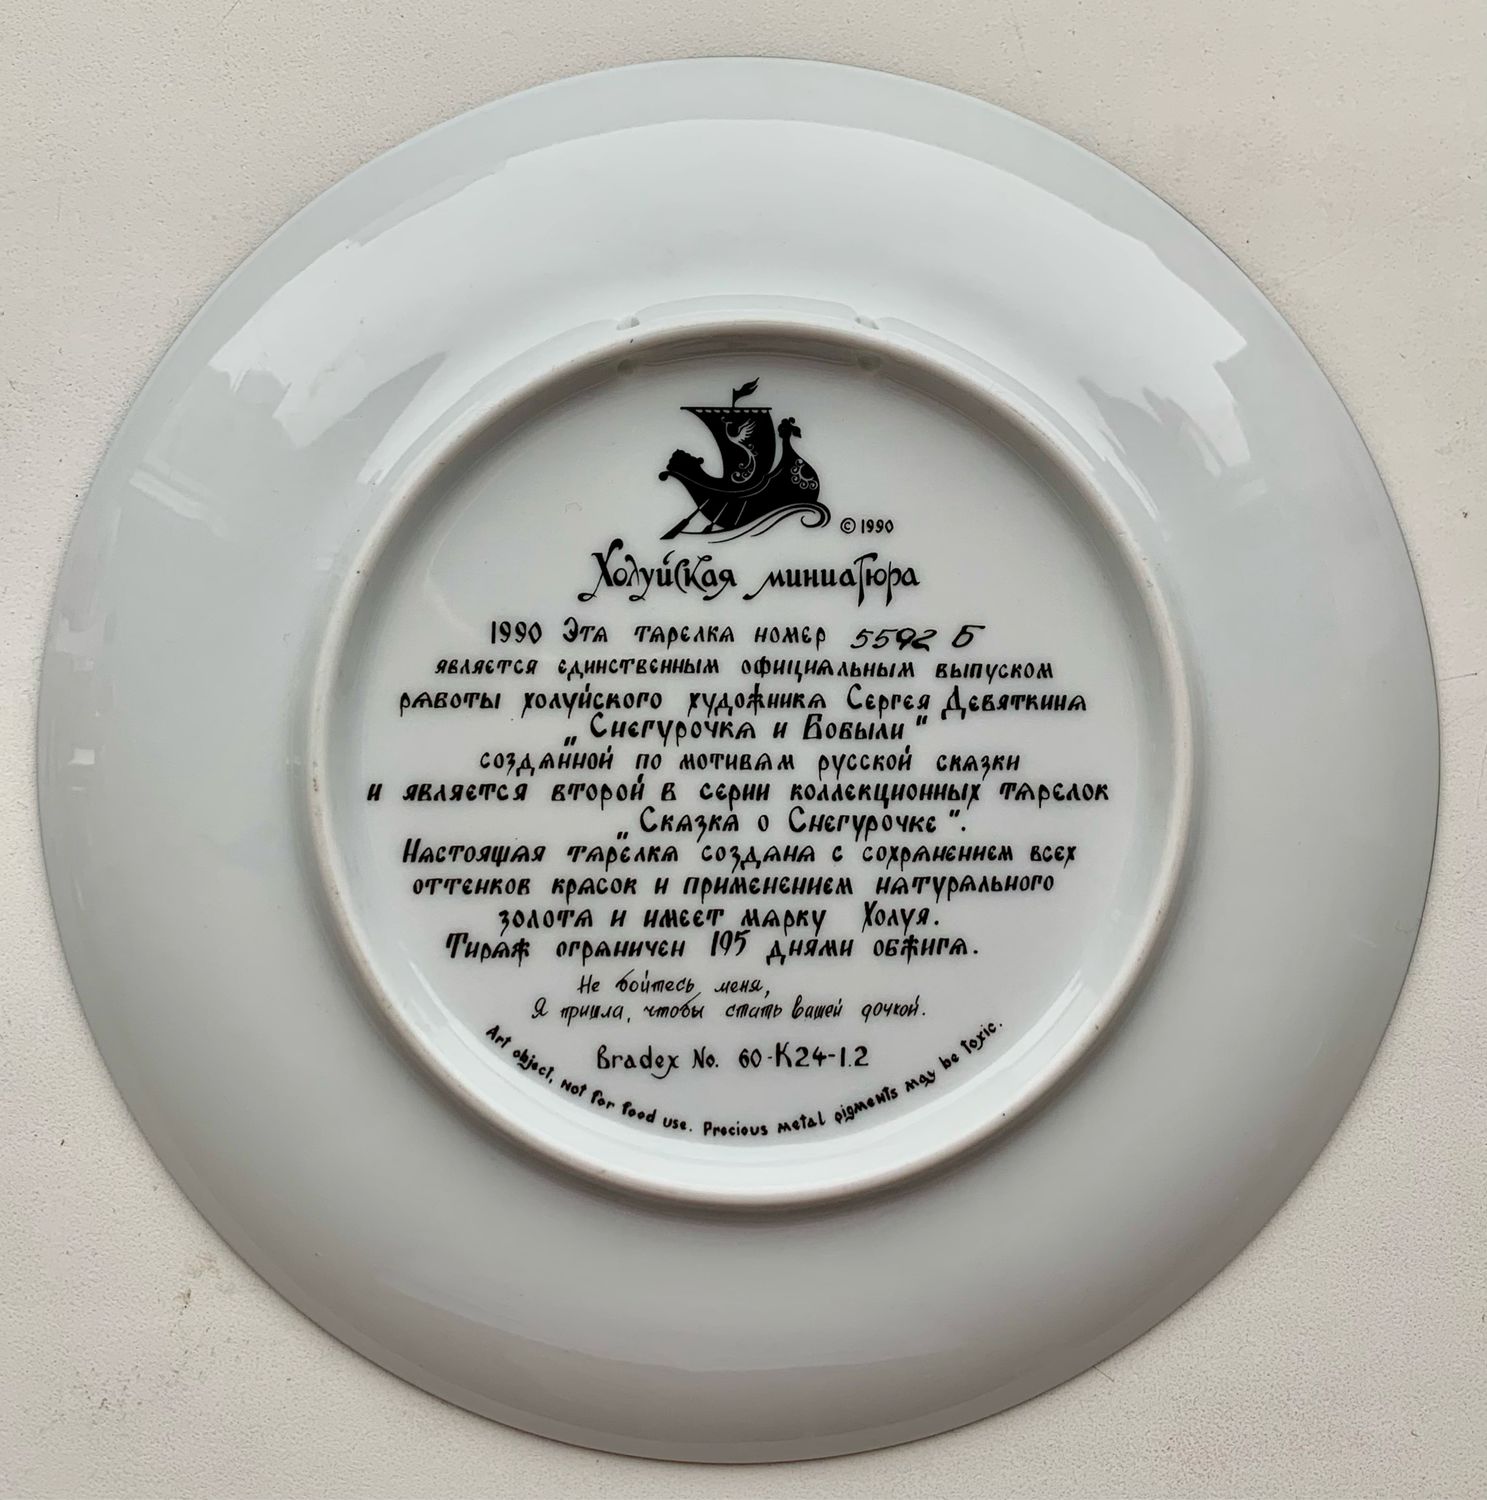 © 1990
Холуйская миниатюра
1990 Эта тарелка номер 5592 Б
является единственным официальным выпуском
работы холуйского художника Сергея Девяткина
„Снегурочка и Бобыли"
созданной по мотивам русской сказки
и является второй в серии коллекционных тарелок
„Сказка о Снегурочке".
Настоящая тарелка создана с сохранением всех
оттенков красок и применением натурального
золота и имеет марку Холуя.
Тираж ограничен 195 днями обжига.
Не бойтесь меня,
Я пришла, чтобы стать вашей дочкой.
Bradex No. 60-K24-1.2
Art object, not for food use. Precious metal pigments may be toxic.